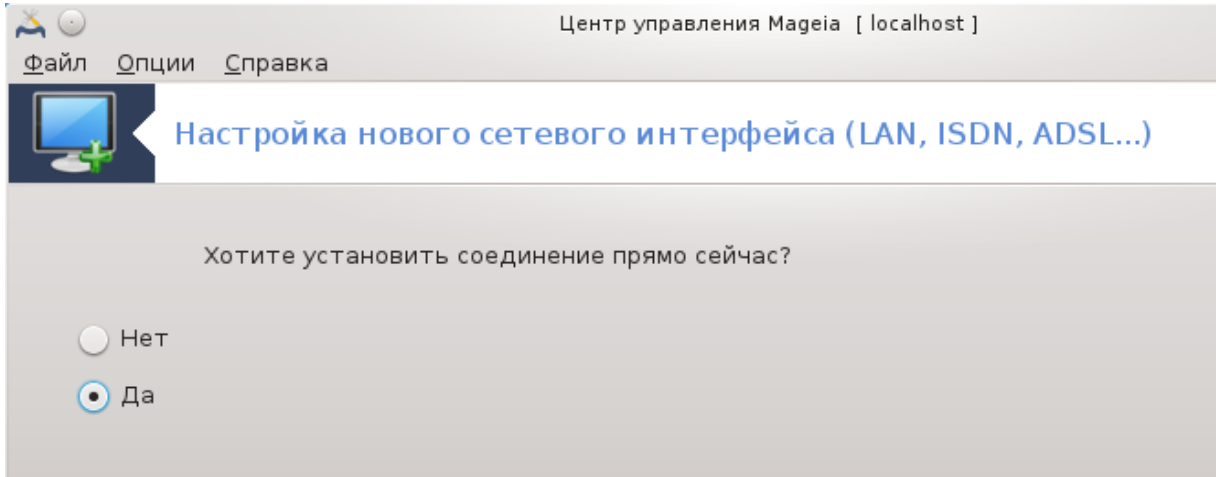 Центр управления Mageia [ localhost ]
Файл Опции Справка
Настройка нового сетевого интерфейса (LAN, ISDN, ADSL...)
Хотите установить соединение прямо сейчас?
Нет
Да